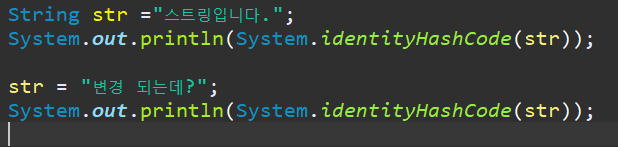 String str ="스트링입니다.";
System.out.println(System.identityHashCode(str));
str = "변경 되는데?";
System.out.println(System.identityHashCode(str));